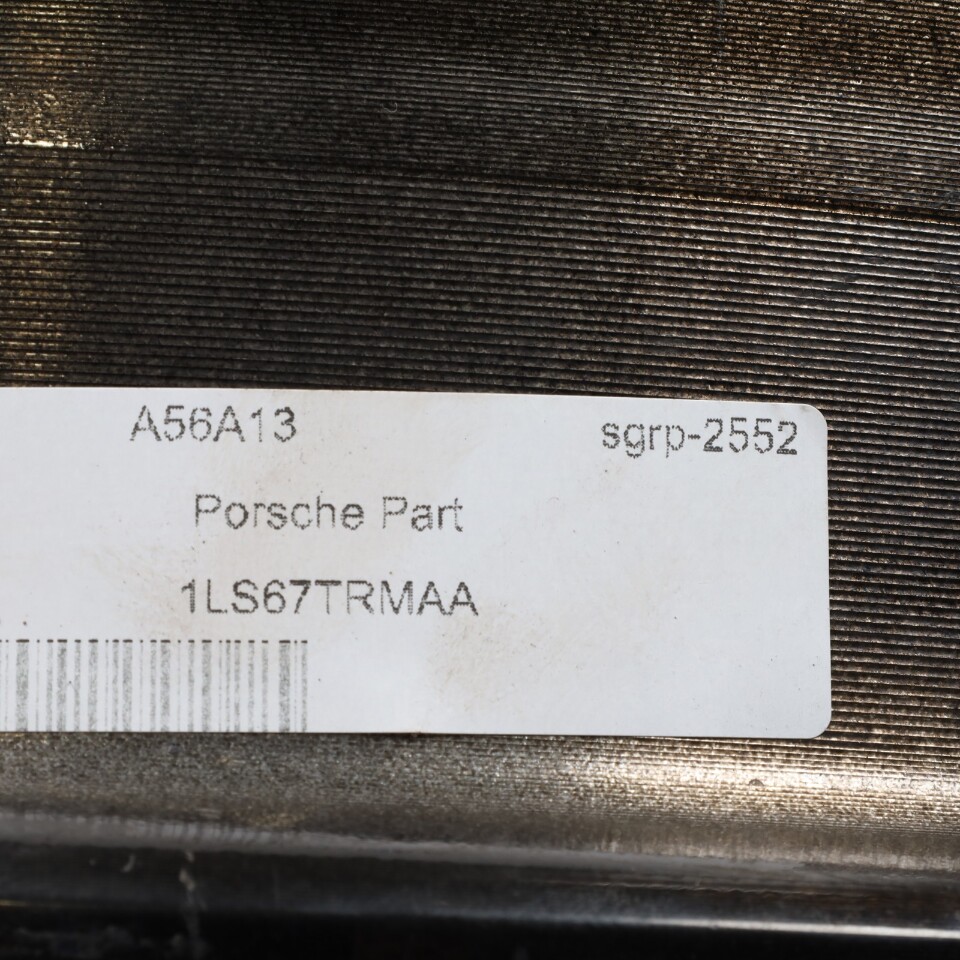 A56A13 sgrp-2552
Porsche Part
1LS67TRMAA